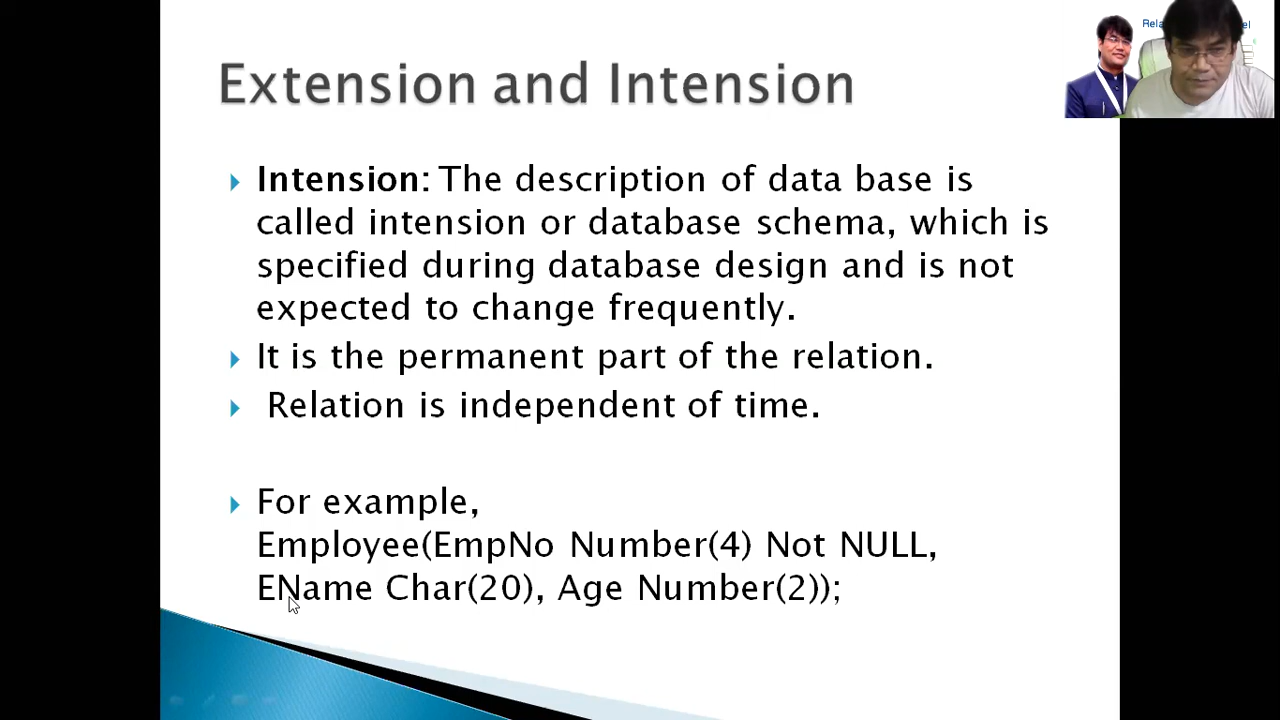 Extension and Intension
Intension: The description of data base is
called intension or database schema, which is
specified during database design and is not
expected to change frequently.
It is the permanent part of the relation.
Relation is independent of time.
For example,
Employee(EmpNo Number(4) Not NULL,
EName Char(20), Age Number(2));